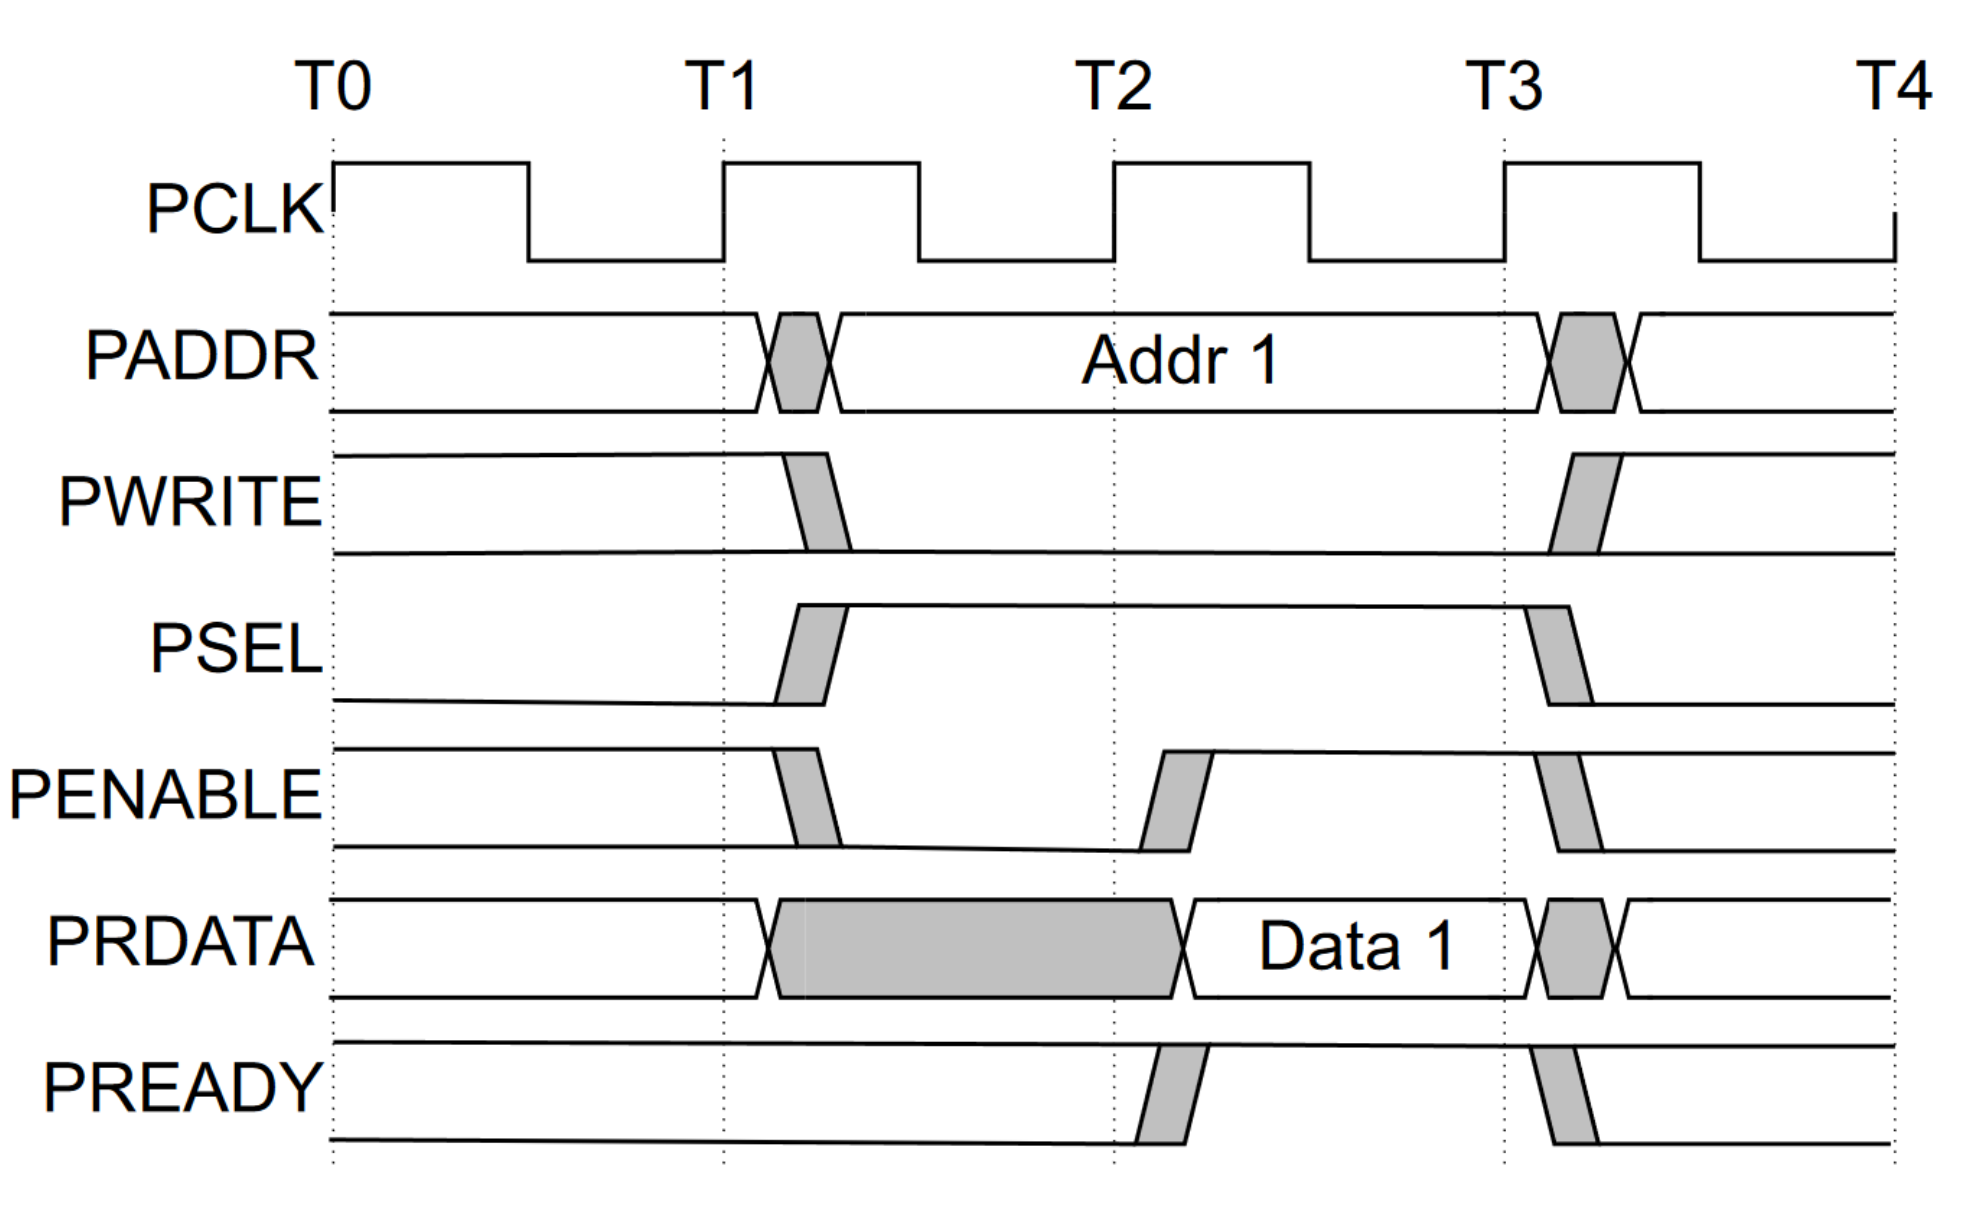 T0 T1 T2 T3 T4
PCLK
PADDR Addr 1
PWRITE
PSEL
PENABLE
PRDATA Data 1
PREADY